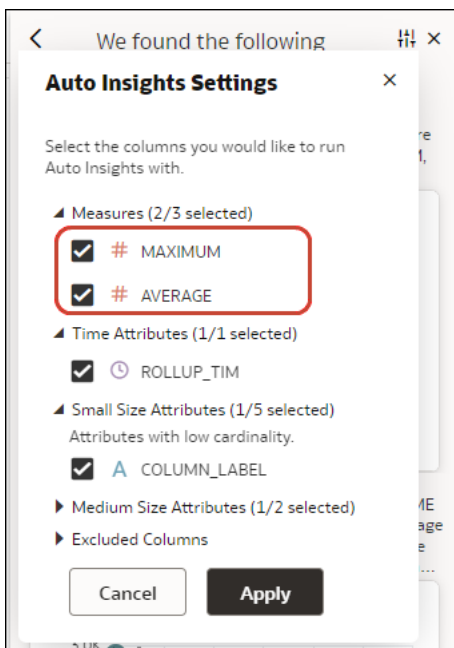 We found the following
Auto Insights Settings
re
Select the columns you would like to run
Auto Insights with.
Measures (2/3 selected)
# MAXIMUM
# AVERAGE
Time Attributes (1/1 selected)
ROLLUP_TIM
Small Size Attributes (1/5 selected)
Attributes with low cardinality.
A COLUMN_LABEL
Medium Size Attributes (1/2 selected)
Excluded Columns
Cancel Apply